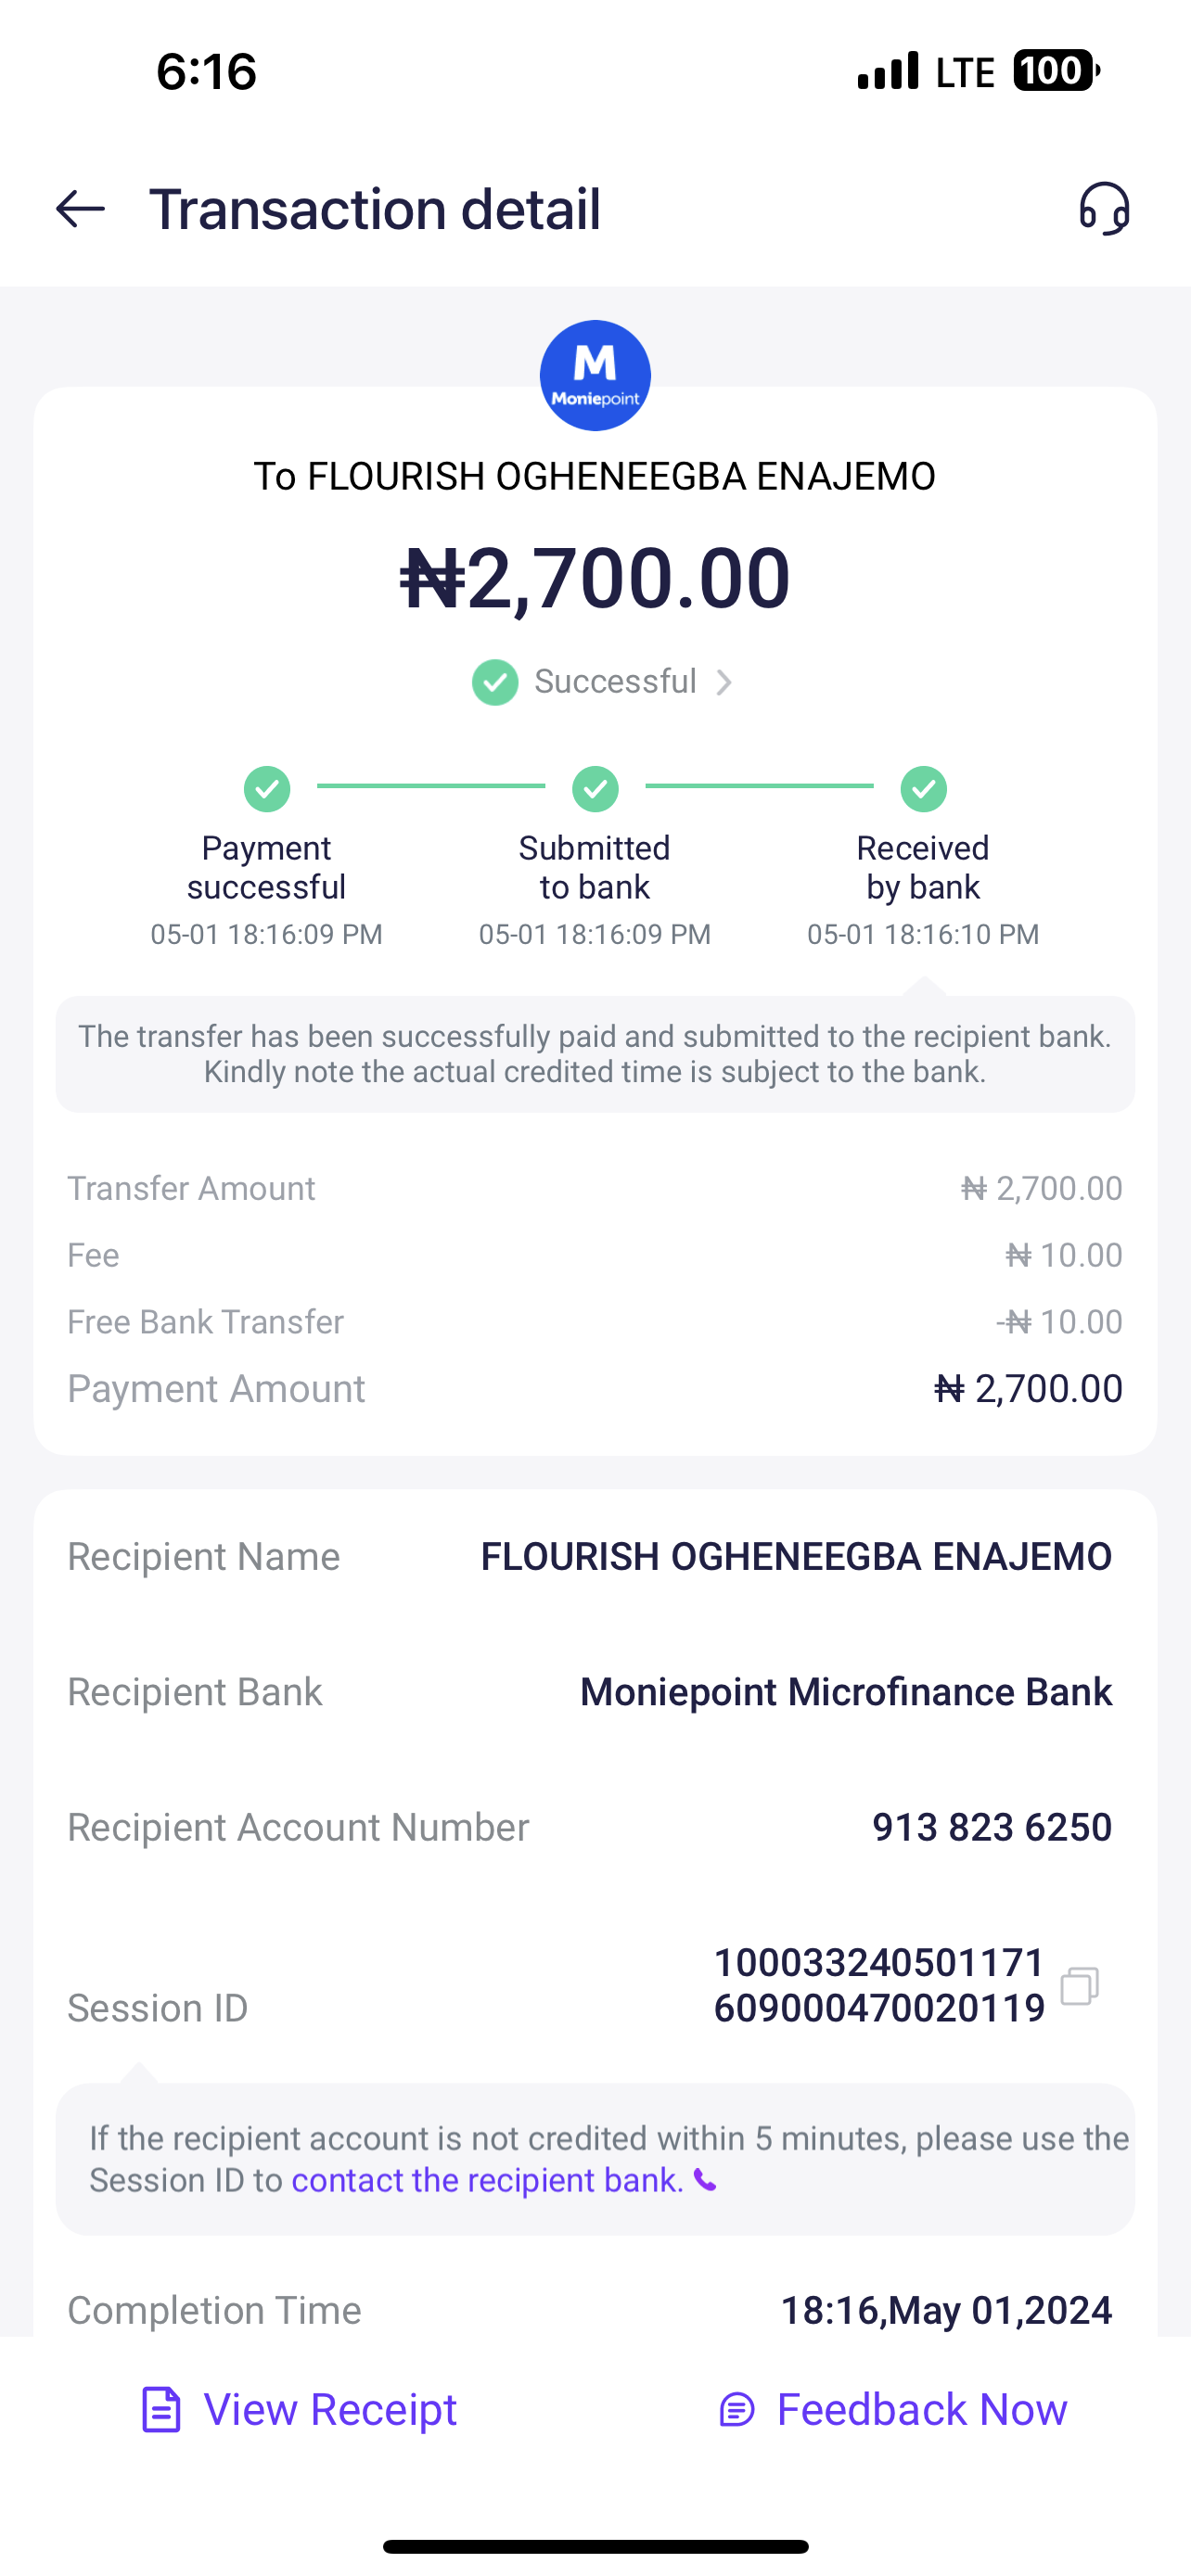 6:16
LTE 100
Transaction detail
M
Moniepoint
To FLOURISH OGHENEEGBA ENAJEMO
₦2,700.00
Successful
Payment successful
05-01 18:16:09 PM
Submitted to bank
05-01 18:16:09 PM
Received by bank
05-01 18:16:10 PM
The transfer has been successfully paid and submitted to the recipient bank.
Kindly note the actual credited time is subject to the bank.
Transfer Amount ₦ 2,700.00
Fee ₦ 10.00
Free Bank Transfer -₦ 10.00
Payment Amount ₦ 2,700.00
Recipient Name FLOURISH OGHENEEGBA ENAJEMO
Recipient Bank Moniepoint Microfinance Bank
Recipient Account Number 913 823 6250
Session ID 100033240501171
609000470020119
If the recipient account is not credited within 5 minutes, please use the
Session ID to contact the recipient bank.
Completion Time 18:16,May 01,2024
View Receipt
Feedback Now